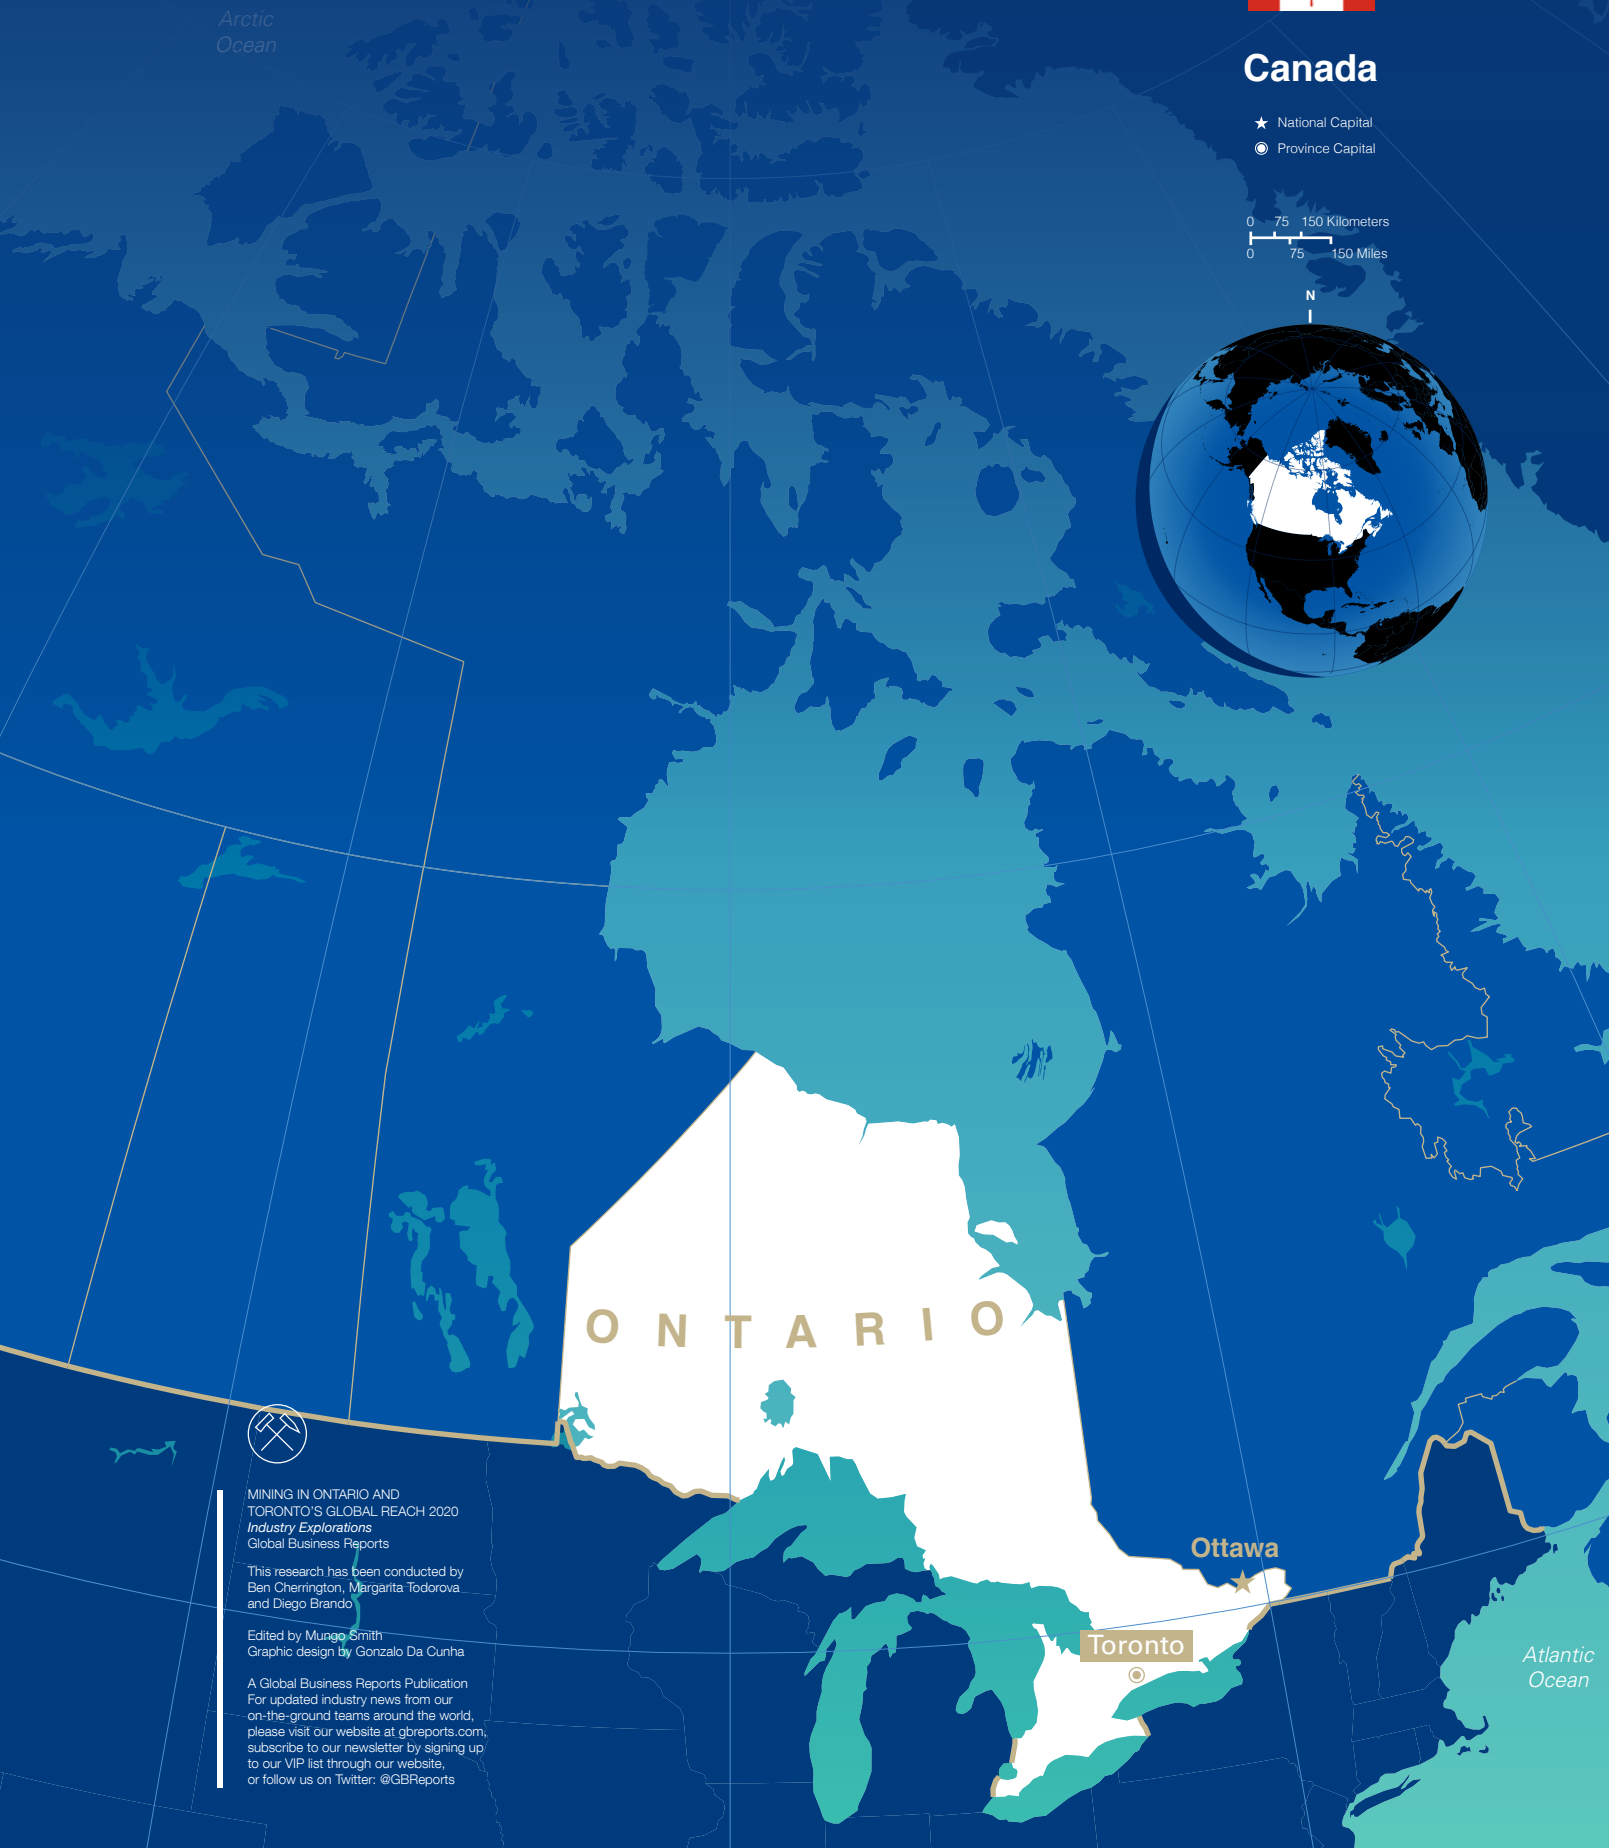 Arctic
Ocean
Canada
National Capital
Province Capital
0 75 150 Kilometers
0 75 150 Miles
N
ONTARIO
Ottawa
Toronto
Atlantic
Ocean
MINING IN ONTARIO AND
TORONTO'S GLOBAL REACH 2020
Industry Explorations
Global Business Reports
This research has been conducted by
Ben Cherrington, Margarita Todorova
and Diego Brando
Edited by Mungo Smith
Graphic design by Gonzalo Da Cunha
A Global Business Reports Publication
For updated industry news from our
on-the-ground teams around the world,
please visit our website at gbreports.com,
subscribe to our newsletter by signing up
to our VIP list through our website,
or follow us on Twitter: @GBReports